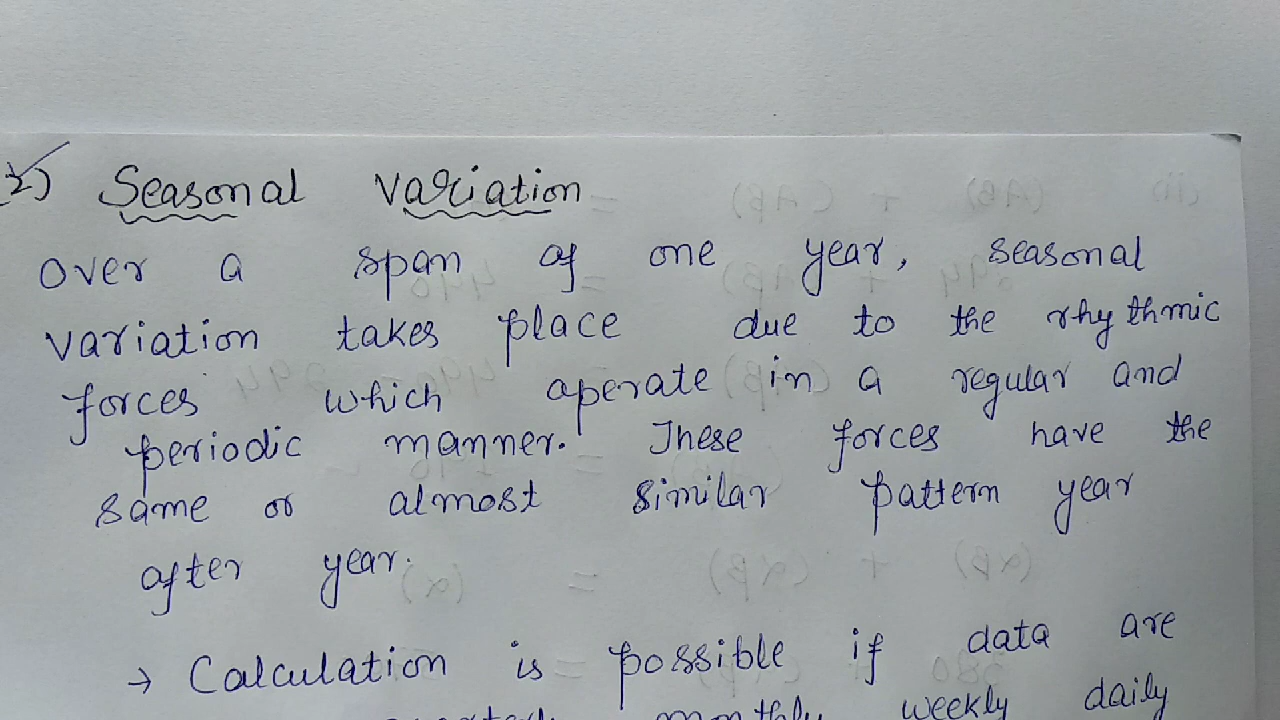 2) Seasonal Variation
over a span of one year, seasonal
variation takes place due to the rhythmic
forces which operate in a regular and
periodic manner. These forces have the
same or almost similar pattern year
after year.
→ Calculation is possible if data are
monthly weekly daily